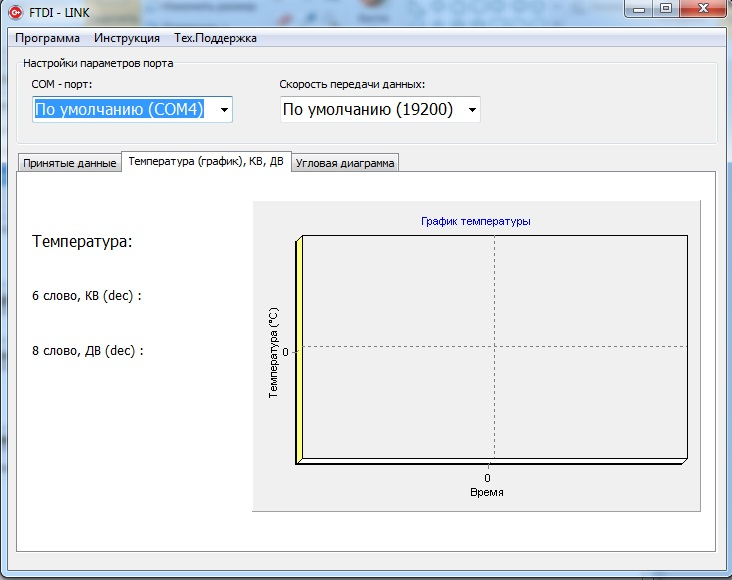 FTDI - LINK
Программа Инструкция Тех.Поддержка
Настройки параметров порта
COM - порт: Скорость передачи данных:
По умолчанию (COM4) По умолчанию (19200)
Принятые данные Температура (график), КВ, ДВ Угловая диаграмма
График температуры
Температура:
6 слово, КВ (dec) :
8 слово, ДВ (dec) :
Температура (°C)
0
0
Время